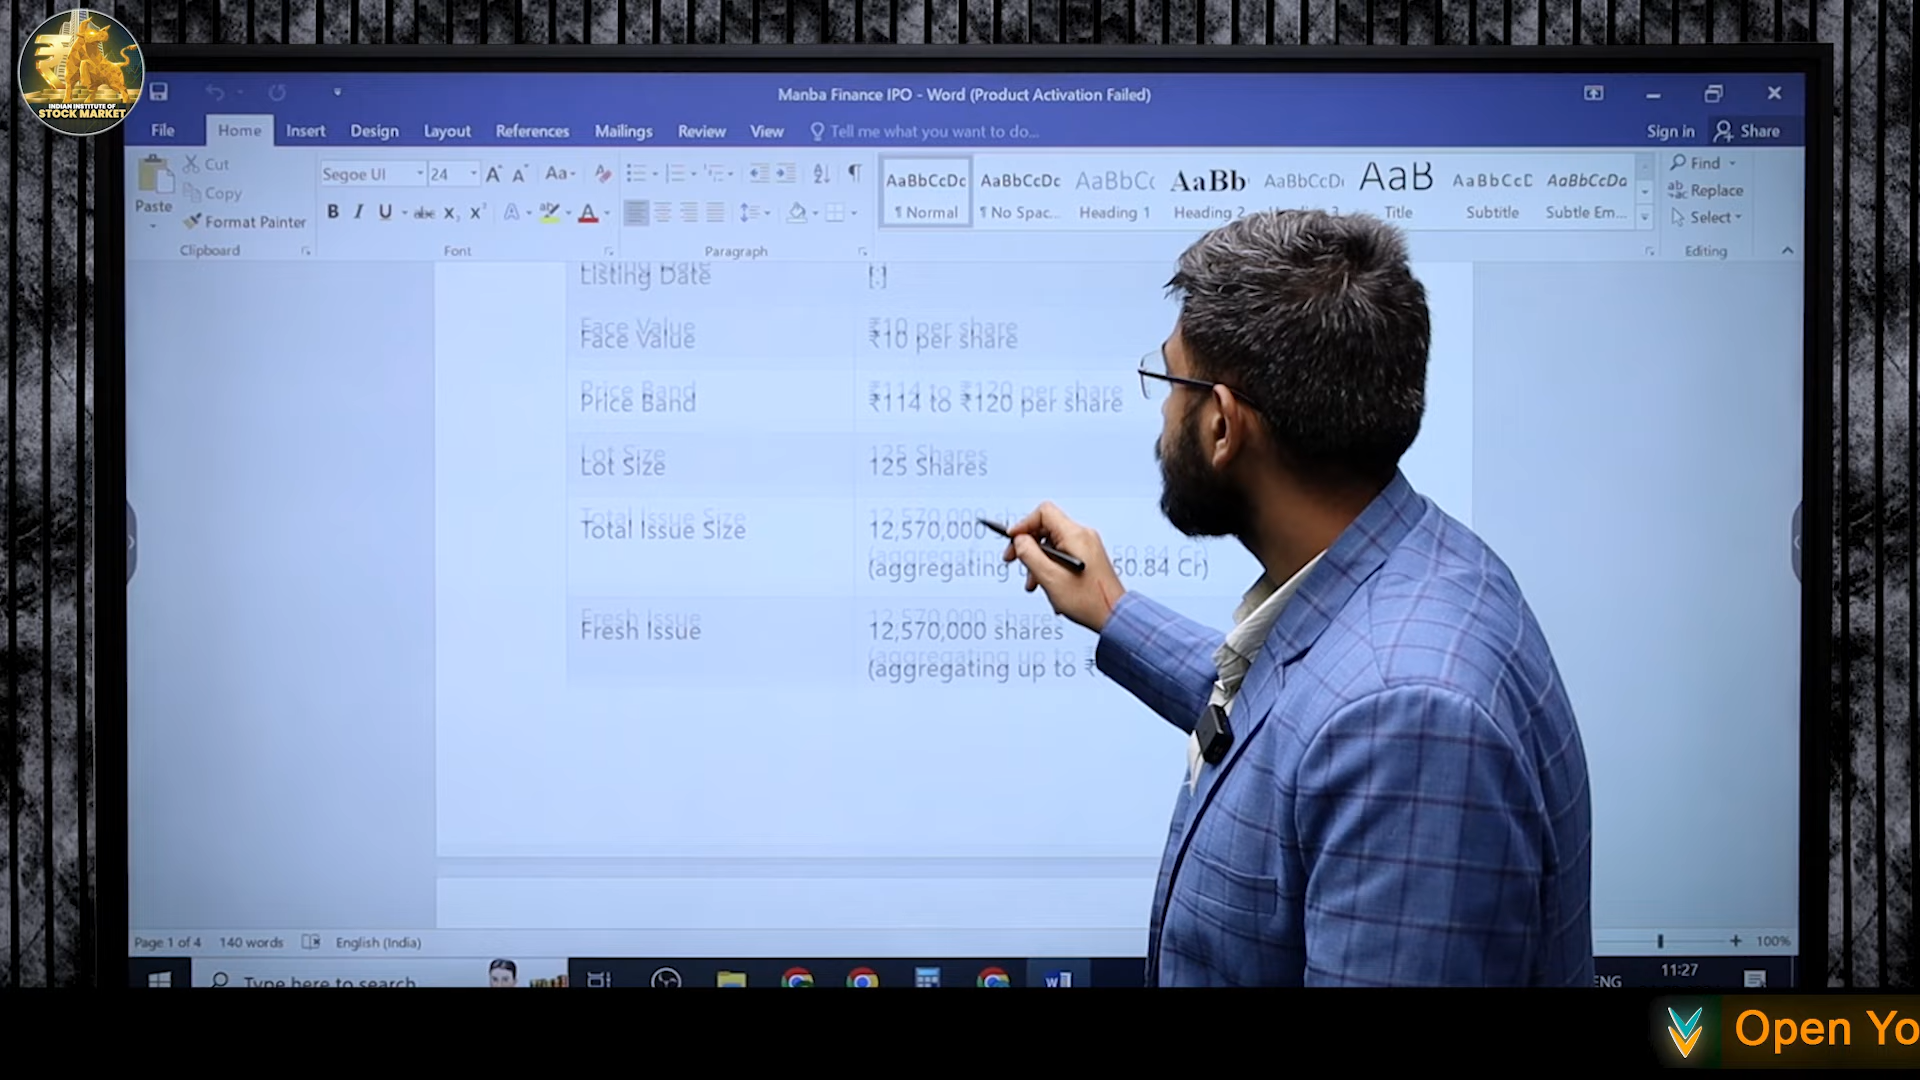 INDIAN INSTITUTE OF
STOCK MARKET
Manba Finance IPO - Word (Product Activation Failed)
File Home Insert Design Layout References Mailings Review View Tell me what you want to do... Sign in Share
Paste
Cut
Copy
Format Painter
Clipboard
Segoe UI 24
Font
Paragraph
AaBbCcDc AaBbCcDc AaBbC AaBb AaBbCcD AaB AaBbCcD AaBbCcDa
¶ Normal ¶ No Spac... Heading 1 Heading 2 Title Subtitle Subtle Em...
Find
Replace
Select
Editing
Listing Date [.]
Face Value ₹10 per share
Price Band ₹114 to ₹120 per share
Lot Size 125 Shares
Total Issue Size 12,570,000
(aggregating 50.84 Cr)
Fresh Issue 12,570,000 shares
(aggregating up to ₹
Page 1 of 4 140 words English (India) 100%
Type here to search
ENG 11:27
Open Yo